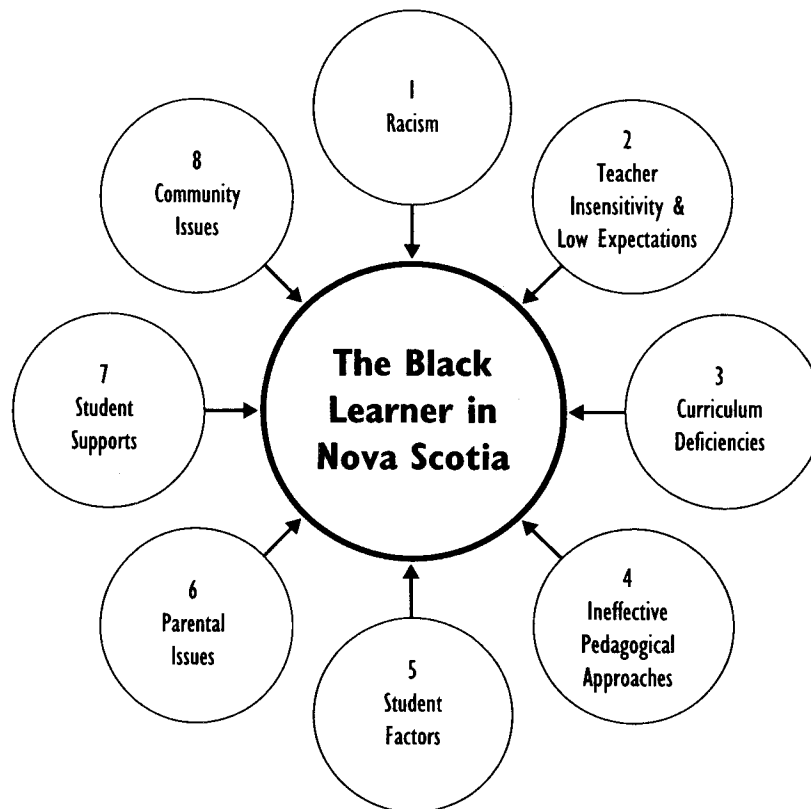 1
Racism
2
Teacher
Insensitivity &
Low Expectations
3
Curriculum
Deficiencies
4
Ineffective
Pedagogical
Approaches
5
Student
Factors
6
Parental
Issues
7
Student
Supports
8
Community
Issues
The Black
Learner in
Nova Scotia